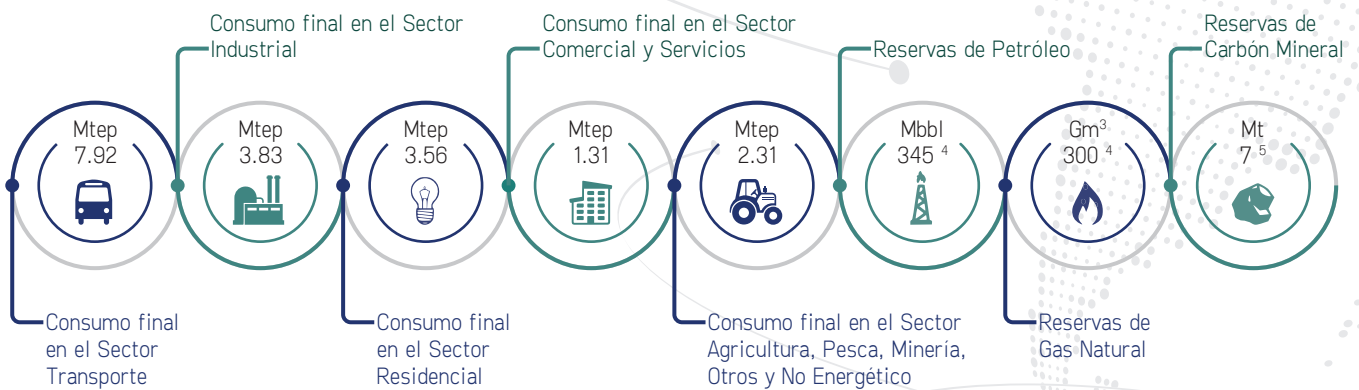 Consumo final en el Sector
Industrial
Consumo final en el Sector
Comercial y Servicios
Reservas de Petróleo
Reservas de
Carbón Mineral
Mtep
7.92
Mtep
3.83
Mtep
3.56
Mtep
1.31
Mtep
2.31
Mbbl
345 ⁴
Gm³
300 ⁴
Mt
7 ⁵
Consumo final
en el Sector
Transporte
Consumo final
en el Sector
Residencial
Consumo final en el Sector
Agricultura, Pesca, Minería,
Otros y No Energético
Reservas de
Gas Natural